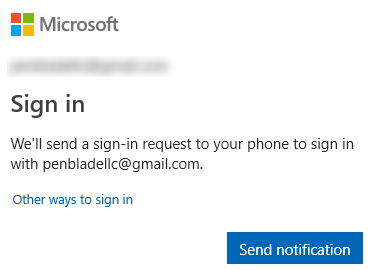 Microsoft
Sign in
We'll send a sign-in request to your phone to sign in
with penbladellc@gmail.com.
Other ways to sign in
Send notification